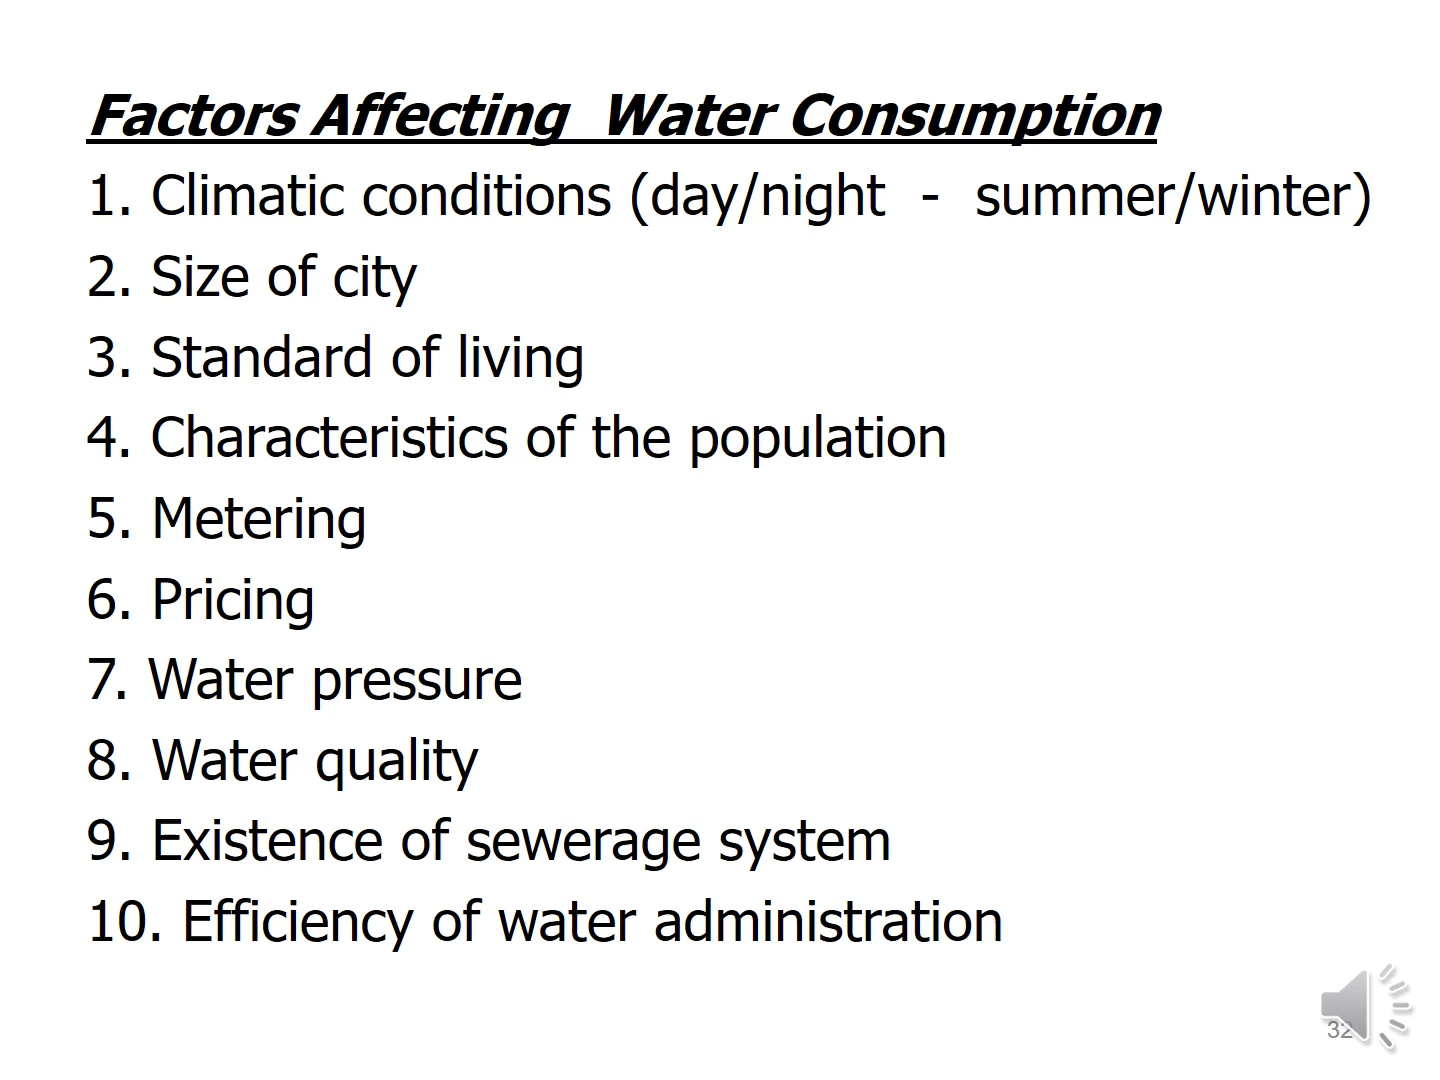 Factors Affecting  Water Consumption
1. Climatic conditions (day/night  -  summer/winter)
2. Size of city
3. Standard of living
4. Characteristics of the population
5. Metering
6. Pricing
7. Water pressure
8. Water quality
9. Existence of sewerage system
10. Efficiency of water administration
32